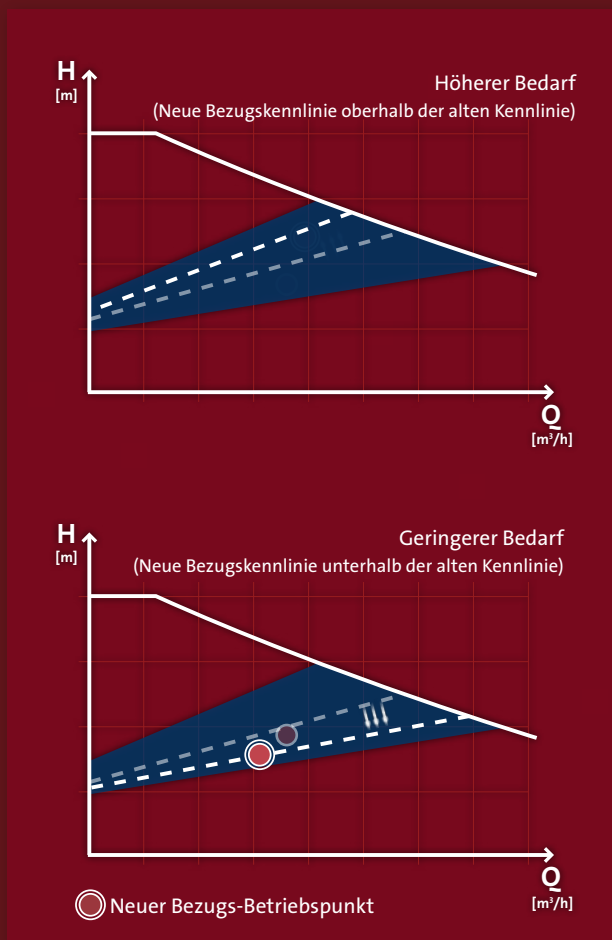 H
[m]
Höherer Bedarf
(Neue Bezugskennlinie oberhalb der alten Kennlinie)
Q
[m³/h]
H
[m]
Geringerer Bedarf
(Neue Bezugskennlinie unterhalb der alten Kennlinie)
Q
[m³/h]
Neuer Bezugs-Betriebspunkt